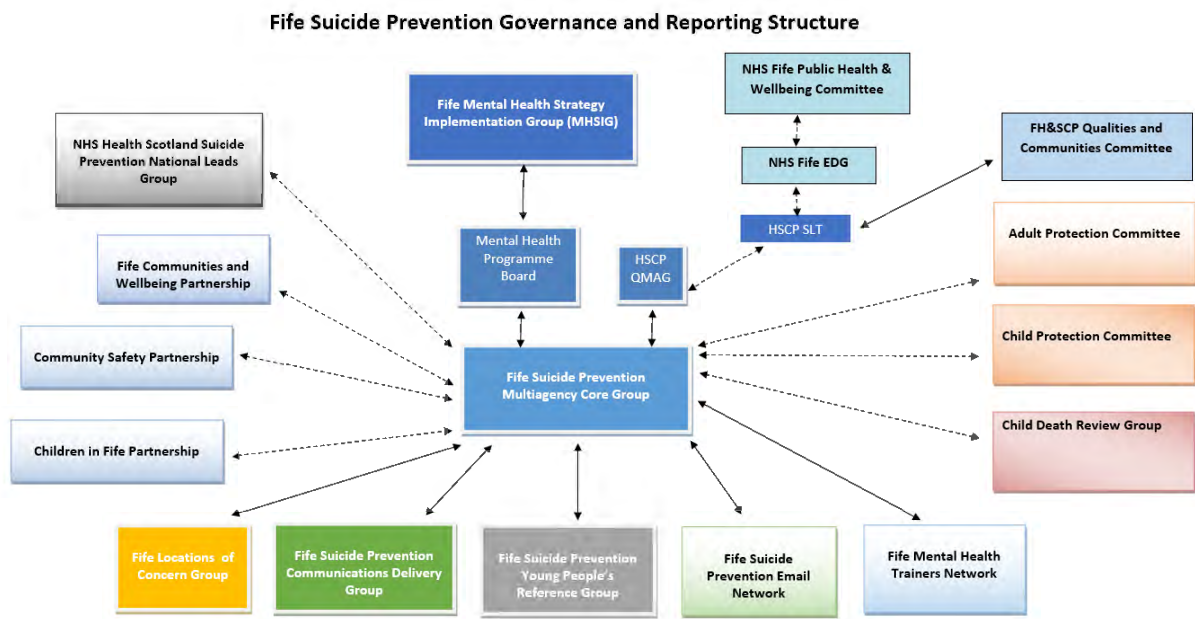 Fife Suicide Prevention Governance and Reporting Structure
NHS Fife Public Health &
Wellbeing Committee
Fife Mental Health Strategy
Implementation Group (MHSIG)
NHS Health Scotland Suicide
Prevention National Leads
Group
FH&SCP Qualities and
Communities Committee
NHS Fife EDG
HSCP SLT
Adult Protection Committee
Mental Health
Programme
Board
HSCP
QMAG
Fife Communities and
Wellbeing Partnership
Child Protection Committee
Community Safety Partnership
Fife Suicide Prevention
Multiagency Core Group
Child Death Review Group
Children in Fife Partnership
Fife Locations of
Concern Group
Fife Suicide Prevention
Communications Delivery
Group
Fife Suicide Prevention
Young People's
Reference Group
Fife Suicide
Prevention Email
Network
Fife Mental Health
Trainers Network